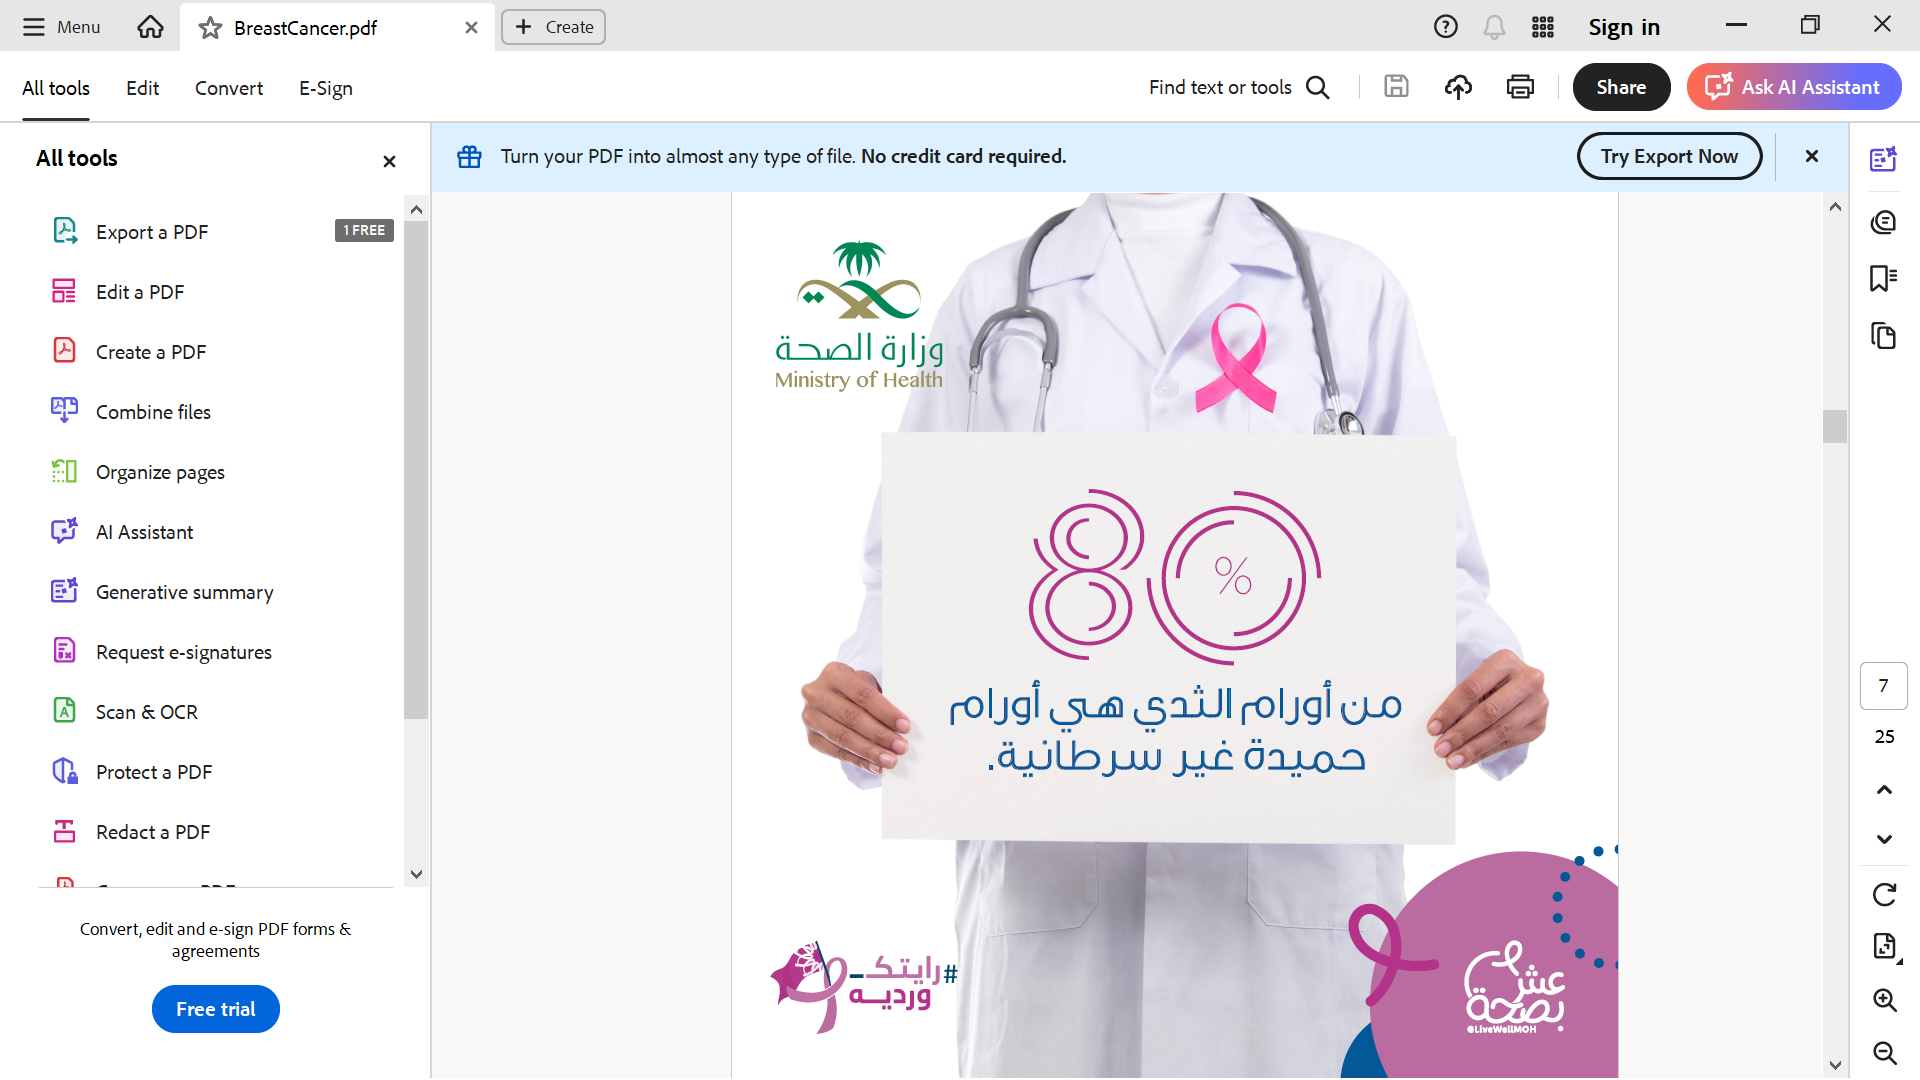 Menu
BreastCancer.pdf
Create
Sign in
All tools
Edit
Convert
E-Sign
Find text or tools
Share
Ask AI Assistant
All tools
Export a PDF
1 FREE
Edit a PDF
Create a PDF
Combine files
Organize pages
AI Assistant
Generative summary
Request e-signatures
Scan & OCR
Protect a PDF
Redact a PDF
Convert, edit and e-sign PDF forms &
agreements
Free trial
Turn your PDF into almost any type of file. No credit card required.
Try Export Now
وزارة الصحة
Ministry of Health
80%
من أورام الثدي هي أورام
حميدة غير سرطانية.
#رايتك_
ورديه
عش
بصحة
@LiveWellMOH
7
25